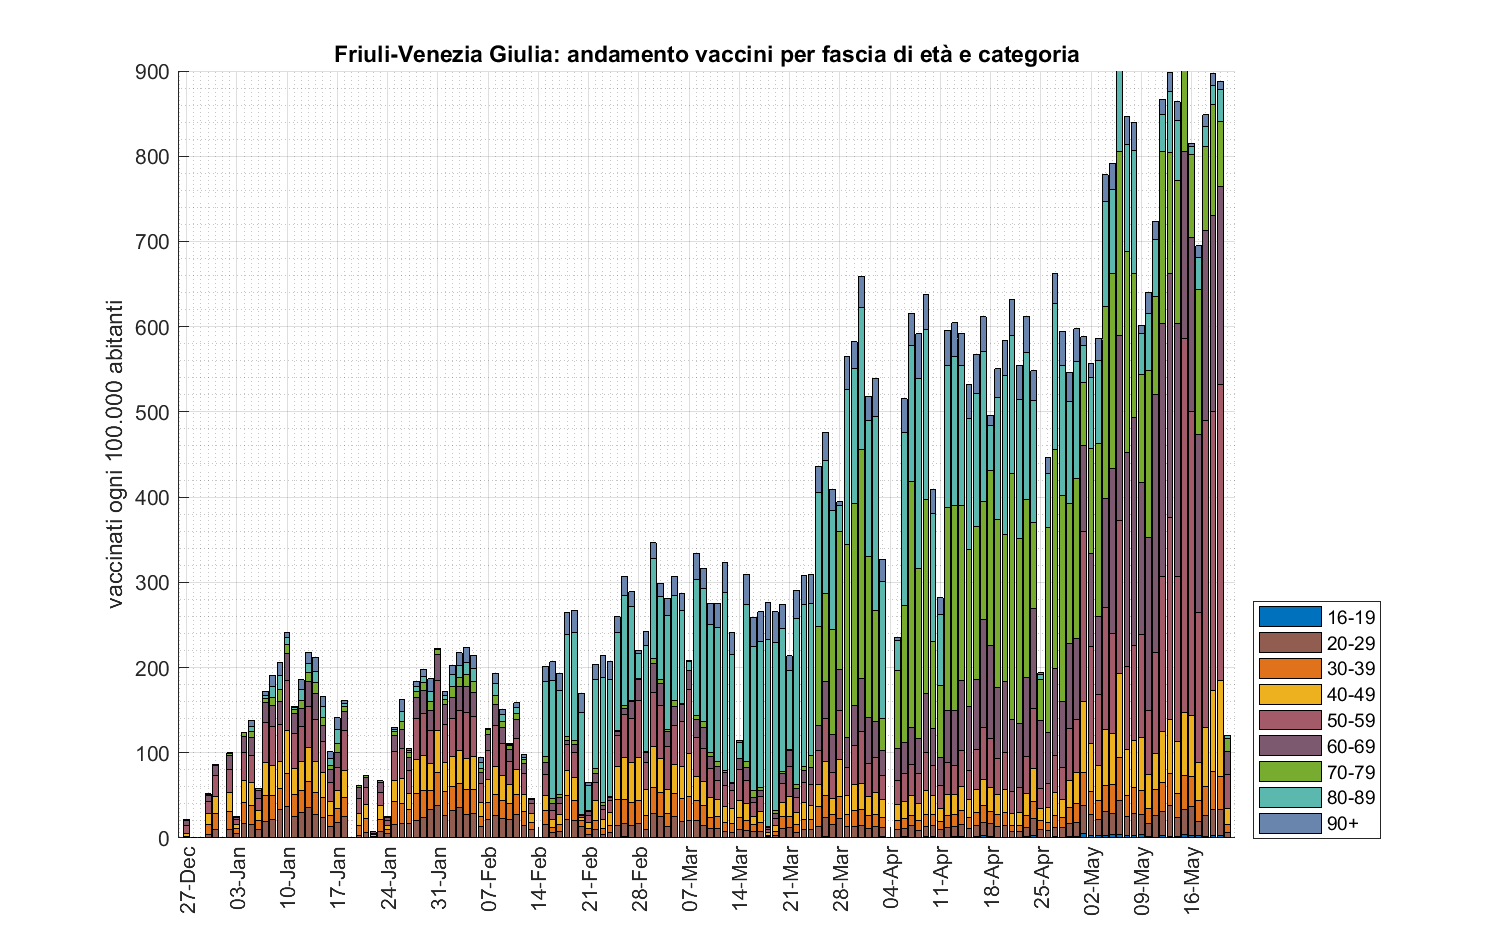 Friuli-Venezia Giulia: andamento vaccini per fascia di età e categoria
vaccinati ogni 100.000 abitanti
900
800
700
600
500
400
300
200
100
0
27-Dec
03-Jan
10-Jan
17-Jan
24-Jan
31-Jan
07-Feb
14-Feb
21-Feb
28-Feb
07-Mar
14-Mar
21-Mar
28-Mar
04-Apr
11-Apr
18-Apr
25-Apr
02-May
09-May
16-May
16-19
20-29
30-39
40-49
50-59
60-69
70-79
80-89
90+